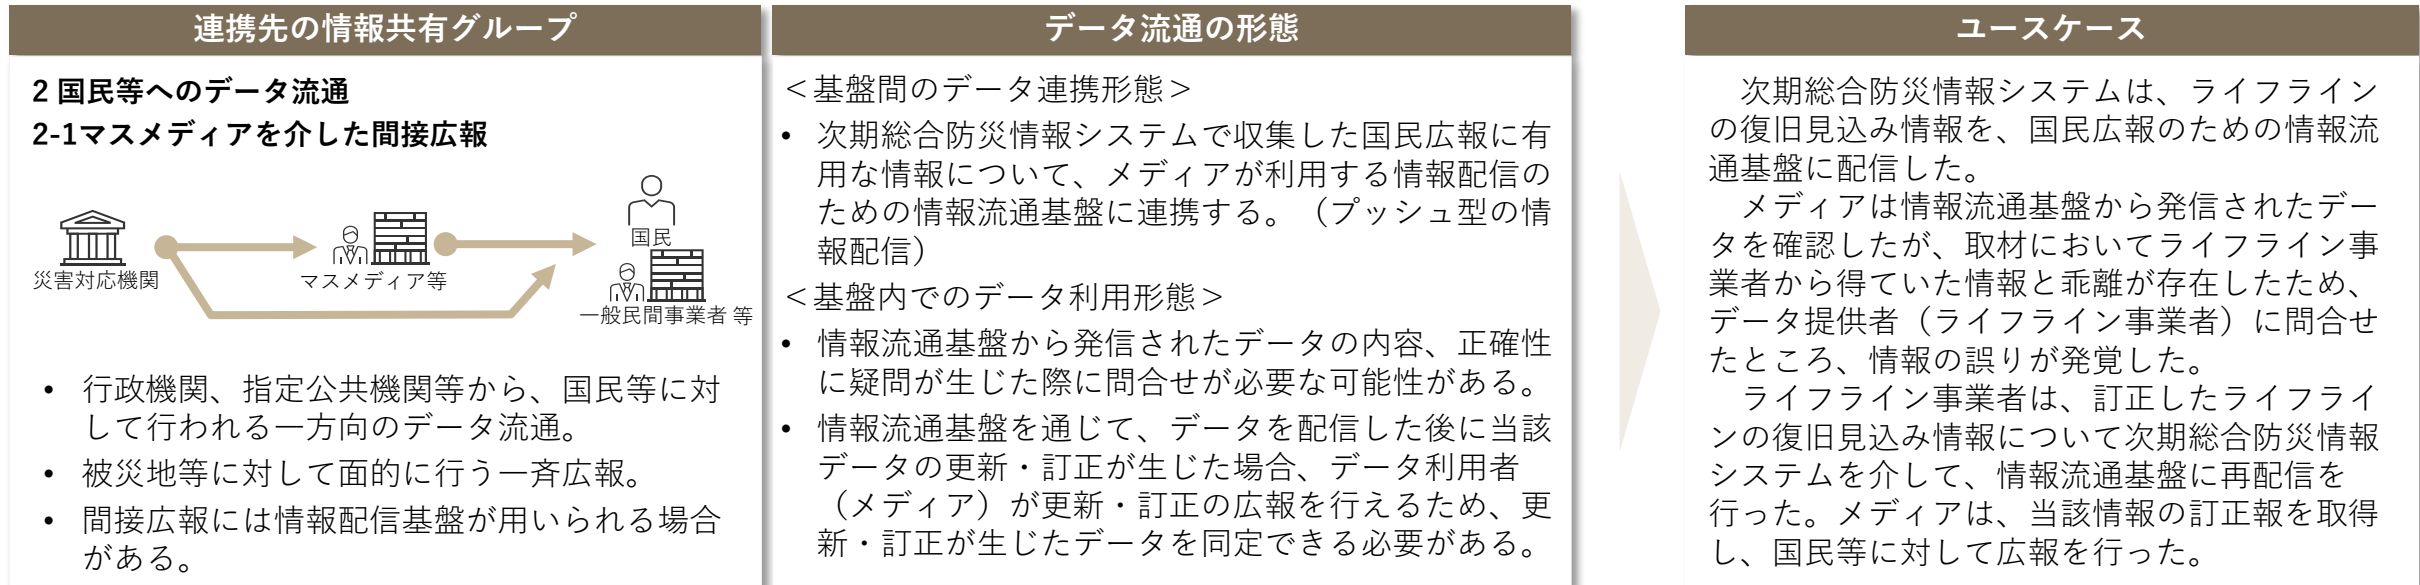 連携先の情報共有グループ
2 国民等へのデータ流通
2-1マスメディアを介した間接広報
国民
災害対応機関
マスメディア等
一般民間事業者 等
• 行政機関、指定公共機関等から、国民等に対
して行われる一方向のデータ流通。
• 被災地等に対して面的に行う一斉広報。
• 間接広報には情報配信基盤が用いられる場合
がある。
データ流通の形態
＜基盤間のデータ連携形態＞
• 次期総合防災情報システムで収集した国民広報に有
用な情報について、メディアが利用する情報配信の
ための情報流通基盤に連携する。（プッシュ型の情
報配信）
＜基盤内でのデータ利用形態＞
• 情報流通基盤から発信されたデータの内容、正確性
に疑問が生じた際に問合せが必要な可能性がある。
• 情報流通基盤を通じて、データを配信した後に当該
データの更新・訂正が生じた場合、データ利用者
（メディア）が更新・訂正の広報を行えるため、更
新・訂正が生じたデータを同定できる必要がある。
ユースケース
次期総合防災情報システムは、ライフライン
の復旧見込み情報を、国民広報のための情報流
通基盤に配信した。
メディアは情報流通基盤から発信されたデー
タを確認したが、取材においてライフライン事
業者から得ていた情報と乖離が存在したため、
データ提供者（ライフライン事業者）に問合せ
たところ、情報の誤りが発覚した。
ライフライン事業者は、訂正したライフライ
ンの復旧見込み情報について次期総合防災情報
システムを介して、情報流通基盤に再配信を
行った。メディアは、当該情報の訂正報を取得
し、国民等に対して広報を行った。